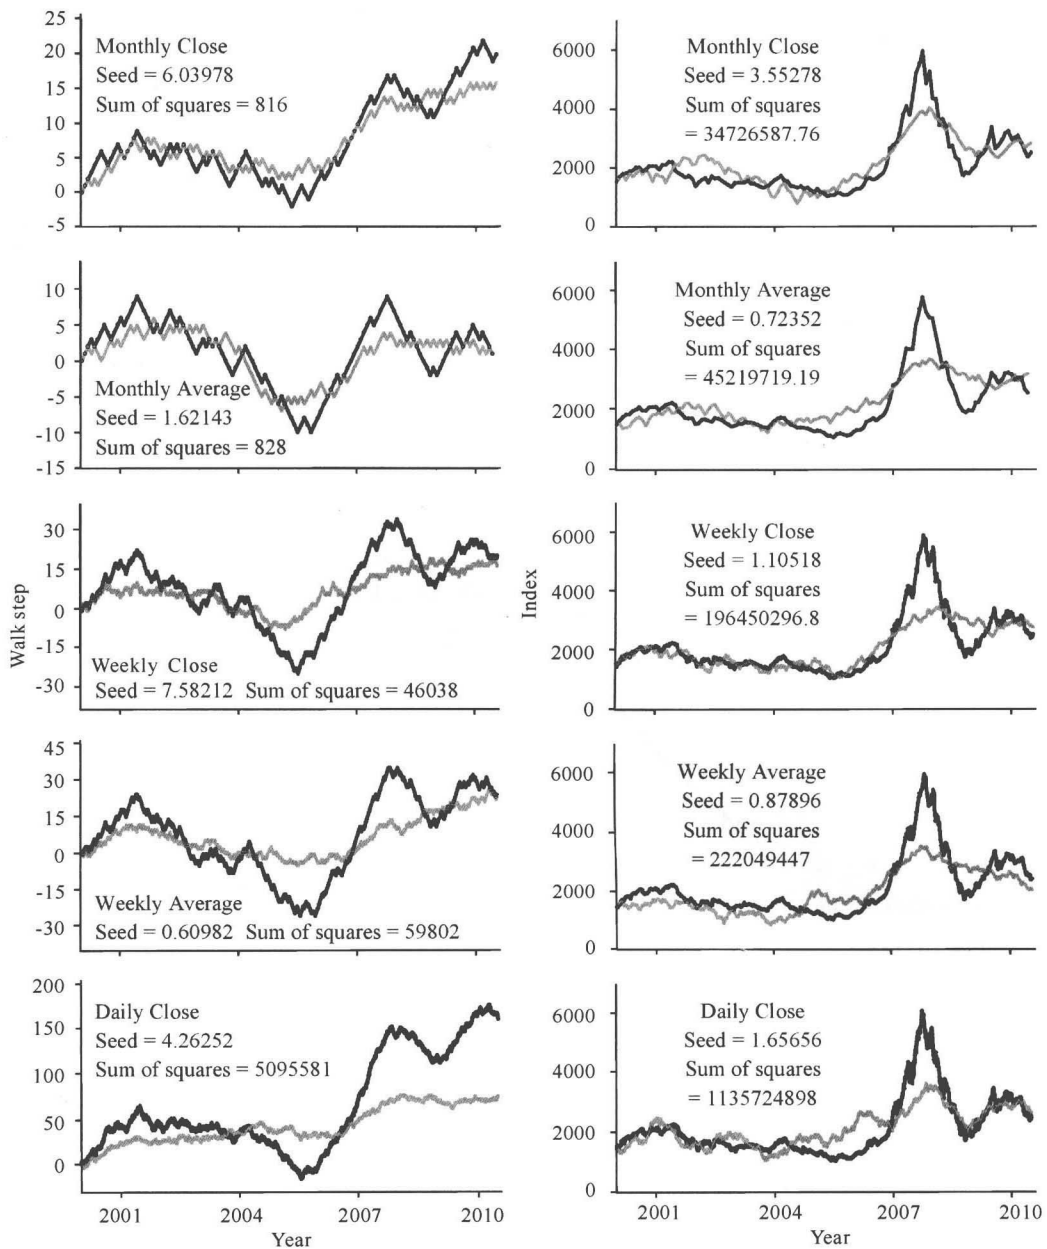 25
20
15
10
5
0
-5
Monthly Close
Seed = 6.03978
Sum of squares = 816
6000
4000
2000
0
Monthly Close
Seed = 3.55278
Sum of
squares
= 34726587.76
10
5
0
-5
-10
-15
Monthly Average
Seed = 1.62143
Sum of squares = 828
6000
4000
2000
0
Monthly Average
Seed = 0.72352
Sum of
squares
= 45219719.19
Walk step
30
15
0
-15
-30
Weekly Close
Seed = 7.58212 Sum of squares = 46038
Index
6000
4000
2000
0
Weekly Close
Seed = 1.10518
Sum of
squares
= 196450296.8
45
30
15
0
-15
-30
Weekly Average
Seed = 0.60982 Sum of squares = 59802
6000
4000
2000
0
Weekly Average
Seed = 0.87896
Sum of
squares
= 222049447
200
150
100
50
0
Daily Close
Seed = 4.26252
Sum of squares = 5095581
2001 2004 2007 2010
Year
6000
4000
2000
0
Daily Close
Seed = 1.65656
Sum of
squares
= 1135724898
2001 2004 2007 2010
Year